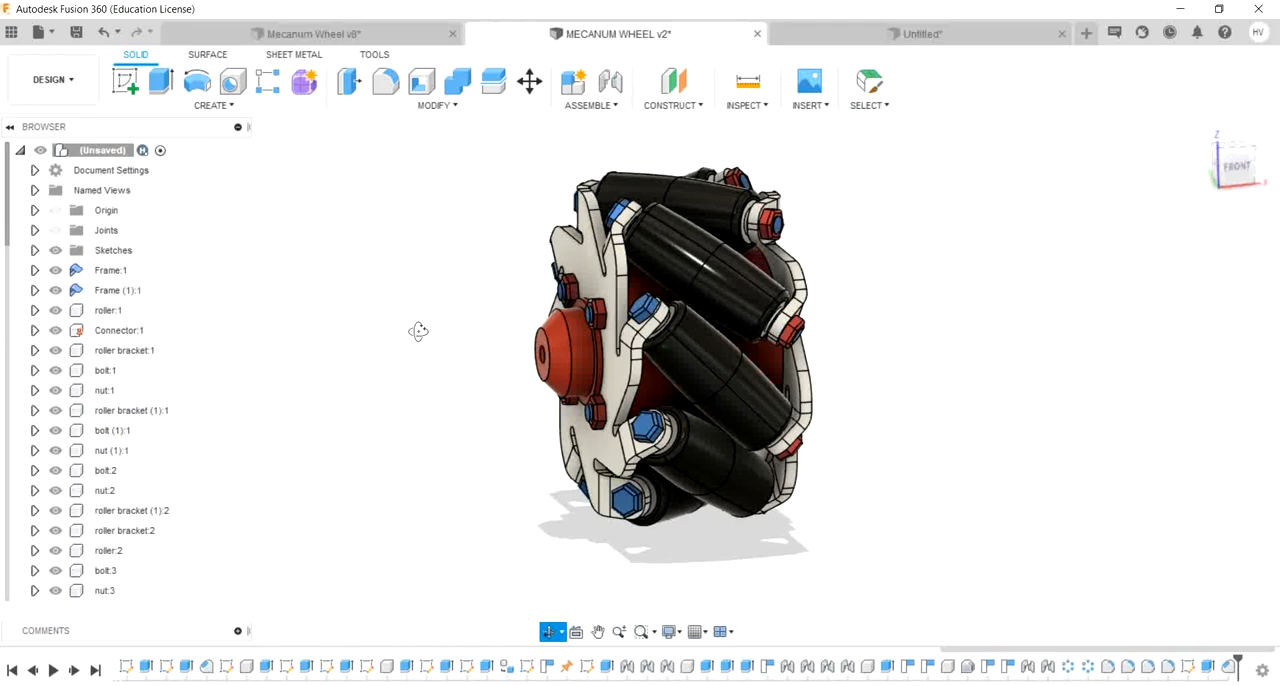 Autodesk Fusion 360 (Education License)
Mecanum Wheel v8*
MECANUM WHEEL v2*
Untitled*
HV
DESIGN
SOLID
SURFACE
SHEET METAL
TOOLS
CREATE
MODIFY
ASSEMBLE
CONSTRUCT
INSPECT
INSERT
SELECT
BROWSER
(Unsaved)
Document Settings
Named Views
Origin
Joints
Sketches
Frame:1
Frame (1):1
roller:1
Connector:1
roller bracket:1
bolt:1
nut:1
roller bracket (1):1
bolt (1):1
nut (1):1
bolt:2
nut:2
roller bracket (1):2
roller bracket:2
roller:2
bolt:3
nut:3
Z
FRONT
X
COMMENTS